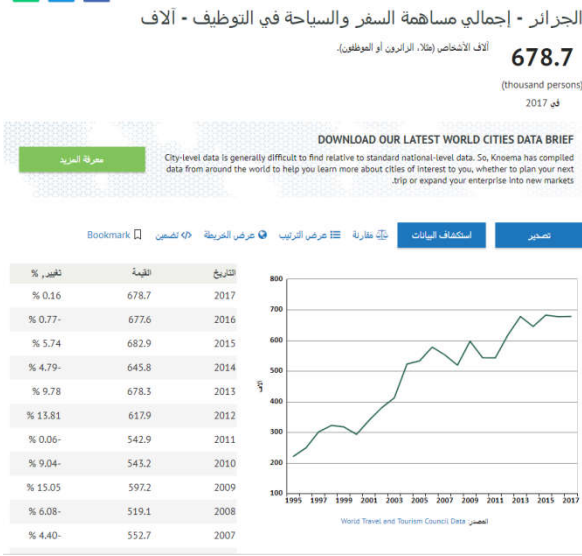 الجزائر - إجمالي مساهمة السفر والسياحة في التوظيف - آلاف
678.7
آلاف الأشخاص (مثلا، الزائرون أو الموظفون).
(thousand persons)
في 2017
DOWNLOAD OUR LATEST WORLD CITIES DATA BRIEF
City-level data is generally difficult to find relative to standard national-level data. So, Knoema has compiled
data from around the world to help you learn more about cities of interest to you, whether to plan your next
.trip or expand your enterprise into new markets
معرفة المزيد
تصدير استكشاف البيانات مقارنة عرض الترتيب عرض الخريطة تضمين Bookmark
التاريخ القيمة تغيير, %
2017 678.7 % 0.16
2016 677.6 % 0.77-
2015 682.9 % 5.74
2014 645.8 % 4.79-
2013 678.3 % 9.78
2012 617.9 % 13.81
2011 542.9 % 0.06-
2010 543.2 % 9.04-
2009 597.2 % 15.05
2008 519.1 % 6.08-
2007 552.7 % 4.40-
800
700
600
500
400
300
200
100
آلاف
1995 1997 1999 2001 2003 2005 2007 2009 2011 2013 2015 2017
المصدر: World Travel and Tourism Council Data